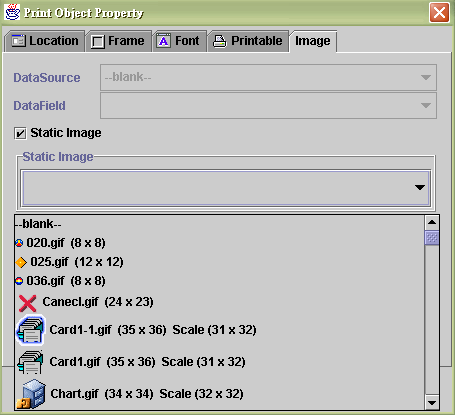 Print Object Property
Location Frame Font Printable Image
DataSource --blank--
DataField
Static Image
Static Image
--blank--
020.gif (8 x 8)
025.gif (12 x 12)
036.gif (8 x 8)
Canecl.gif (24 x 23)
Card1-1.gif (35 x 36) Scale (31 x 32)
Card1.gif (35 x 36) Scale (31 x 32)
Chart.gif (34 x 34) Scale (32 x 32)